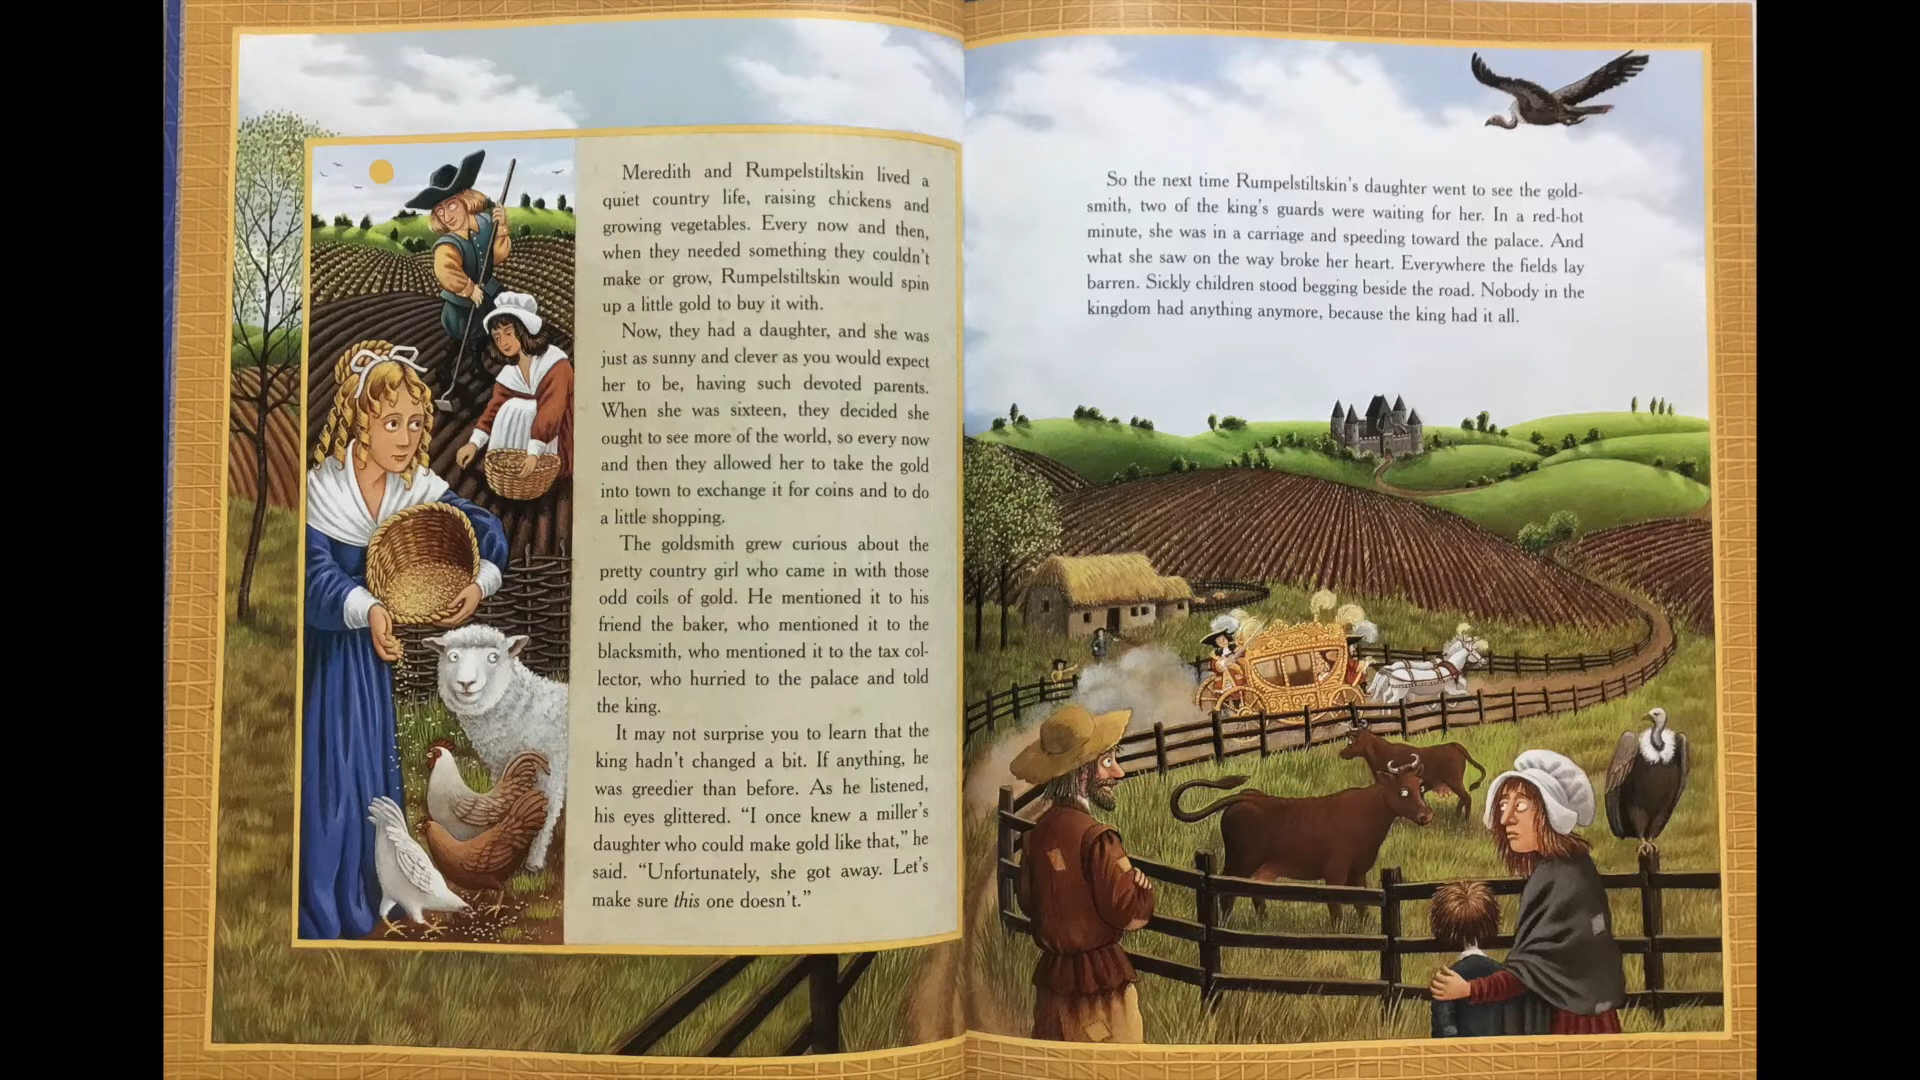 Meredith and Rumpelstiltskin lived a
quiet country life, raising chickens and
growing vegetables. Every now and then,
when they needed something they couldn't
make or grow, Rumpelstiltskin would spin
up a little gold to buy it with.
Now, they had a daughter, and she was
just as sunny and clever as you would expect
her to be, having such devoted parents.
When she was sixteen, they decided she
ought to see more of the world, so every now
and then they allowed her to take the gold
into town to exchange it for coins and to do
a little shopping.
The goldsmith grew curious about the
pretty country girl who came in with those
odd coils of gold. He mentioned it to his
friend the baker, who mentioned it to the
blacksmith, who mentioned it to the tax col-
lector, who hurried to the palace and told
the king.
It may not surprise you to learn that the
king hadn't changed a bit. If anything, he
was greedier than before. As he listened,
his eyes glittered. “I once knew a miller's
daughter who could make gold like that,” he
said. “Unfortunately, she got away. Let's
make sure this one doesn't.”
So the next time Rumpelstiltskin's daughter went to see the gold-
smith, two of the king's guards were waiting for her. In a red-hot
minute, she was in a carriage and speeding toward the palace. And
what she saw on the way broke her heart. Everywhere the fields lay
barren. Sickly children stood begging beside the road. Nobody in the
kingdom had anything anymore, because the king had it all.